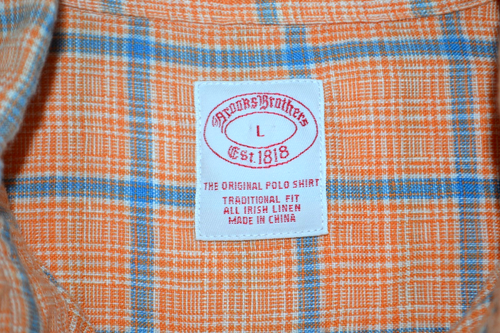 Brooks Brothers
L
Est. 1818
THE ORIGINAL POLO SHIRT
TRADITIONAL FIT
ALL IRISH LINEN
MADE IN CHINA